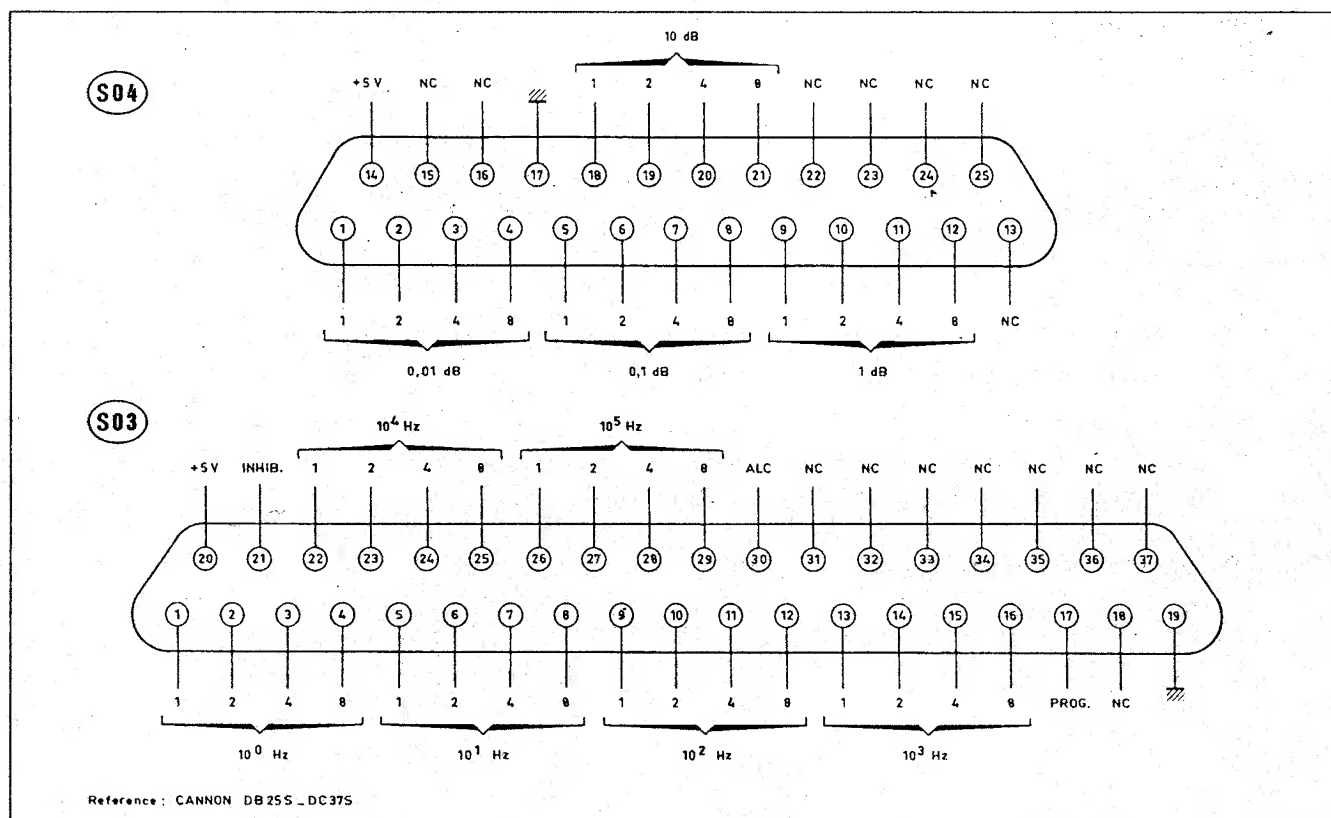 10 dB
S04
+5 V NC NC 1 2 4 8 NC NC NC NC
14 15 16 17 18 19 20 21 22 23 24 25
1 2 3 4 5 6 7 8 9 10 11 12 13
1 2 4 8 1 2 4 8 1 2 4 8 NC
0,01 dB 0,1 dB 1 dB
S03
10⁴ Hz 10⁵ Hz
+5 V INHIB. 1 2 4 8 1 2 4 8 ALC NC NC NC NC NC NC NC
20 21 22 23 24 25 26 27 28 29 30 31 32 33 34 35 36 37
1 2 3 4 5 6 7 8 9 10 11 12 13 14 15 16 17 18 19
1 2 4 8 1 2 4 8 1 2 4 8 1 2 4 8 PROG. NC
10⁰ Hz 10¹ Hz 10² Hz 10³ Hz
Reference : CANNON DB25S _ DC37S